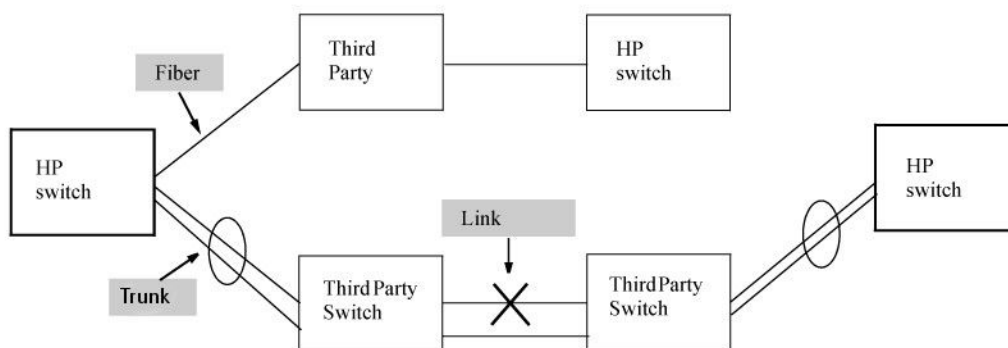 Third
Party
HP
switch
Fiber
HP
switch
HP
switch
Link
Trunk
Third Party
Switch
Third Party
Switch